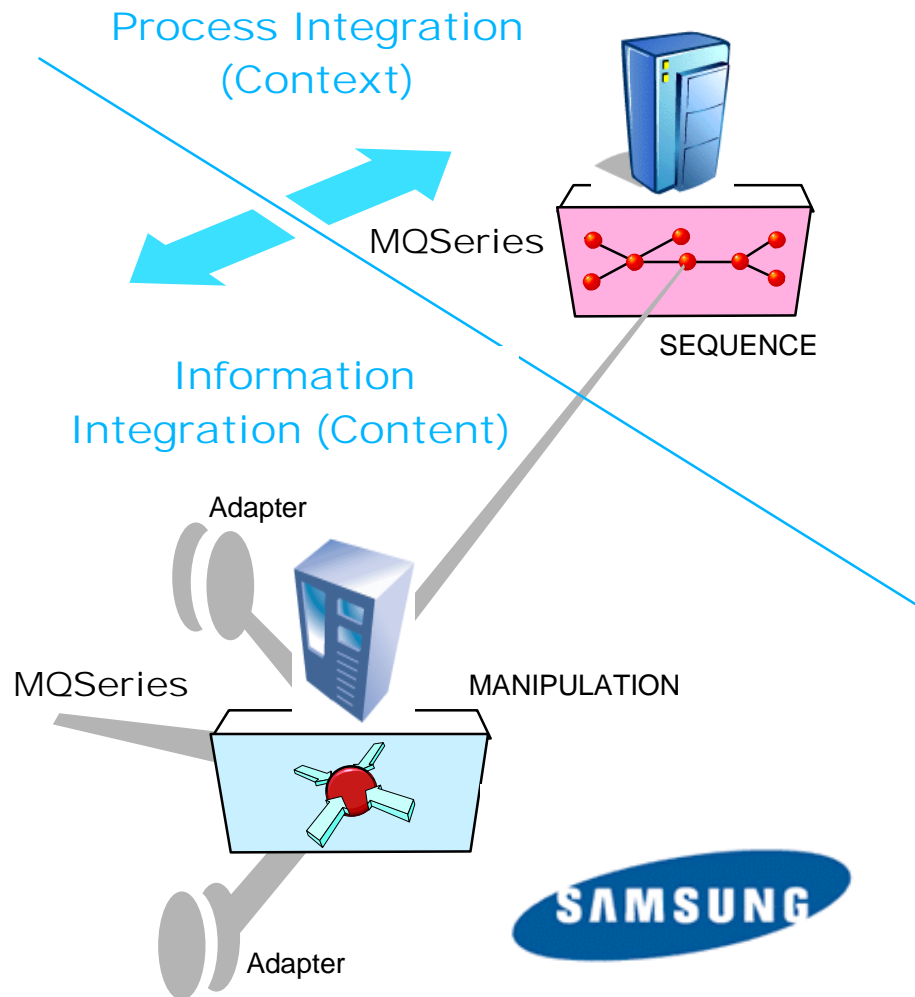 Process Integration
(Context)
MQSeries
SEQUENCE
Information
Integration (Content)
Adapter
MQSeries
MANIPULATION
SAMSUNG
Adapter